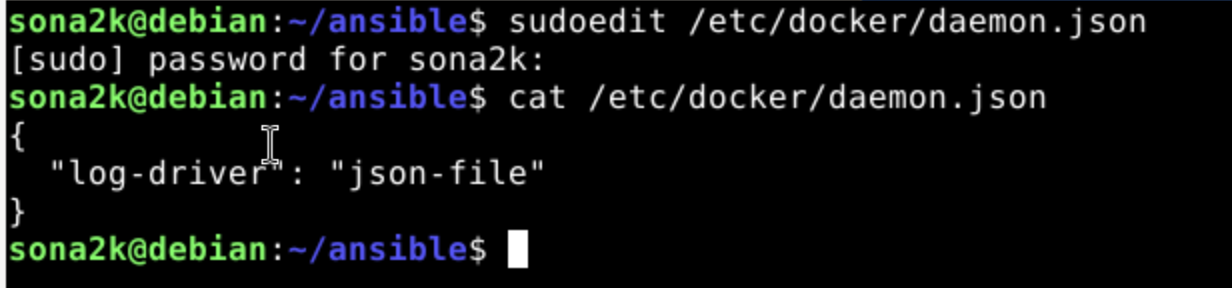 sona2k@debian:~/ansible$ sudoedit /etc/docker/daemon.json
[sudo] password for sona2k:
sona2k@debian:~/ansible$ cat /etc/docker/daemon.json
{
  "log-driver": "json-file"
}
sona2k@debian:~/ansible$